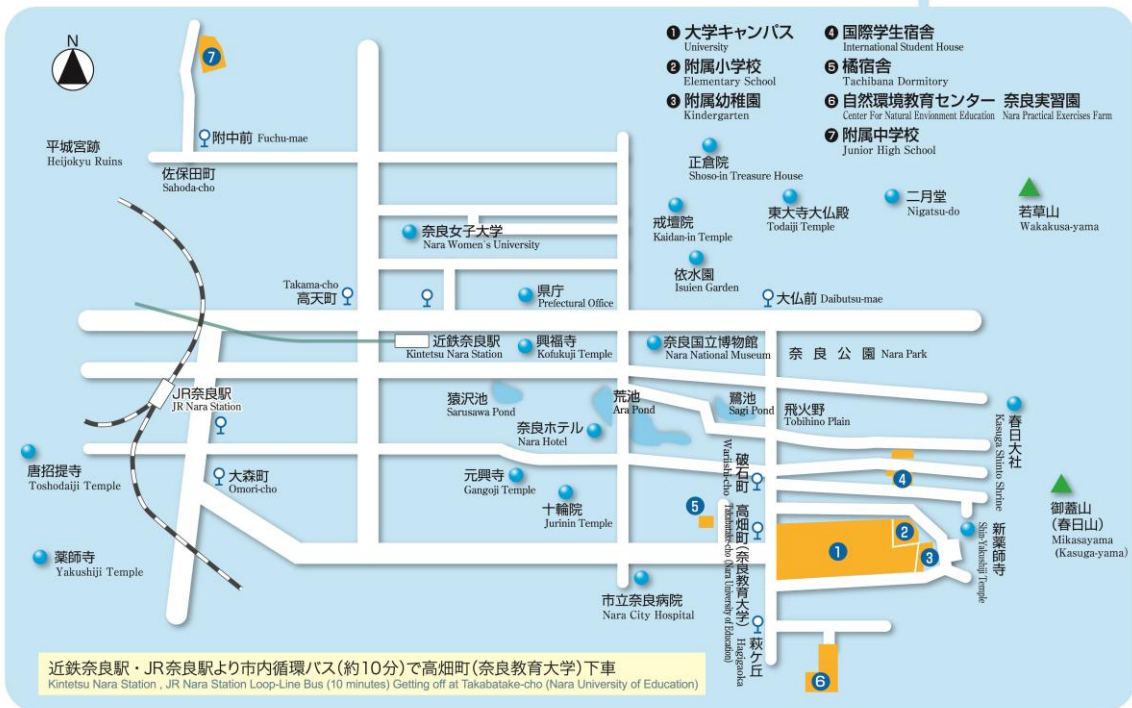 ❶ 大学キャンパス
University
❷ 附属小学校
Elementary School
❸ 附属幼稚園
Kindergarten
❹ 国際学生宿舎
International Student House
❺ 橘宿舎
Tachibana Dormitory
❻ 自然環境教育センター 奈良実習園
Center For Natural Envionment Education Nara Practical Exercises Farm
❼ 附属中学校
Junior High School
N
❼
附中前 Fuchu-mae
平城宮跡
Heijokyu Ruins
佐保田町
Sahoda-cho
正倉院
Shoso-in Treasure House
戒壇院
Kaidan-in Temple
東大寺大仏殿
Todaiji Temple
二月堂
Nigatsu-do
若草山
Wakakusa-yama
奈良女子大学
Nara Women's University
依水園
Isuien Garden
Takama-cho
高天町
県庁
Prefectural Office
大仏前 Daibutsu-mae
近鉄奈良駅
Kintetsu Nara Station
興福寺
Kofukuji Temple
奈良国立博物館
Nara National Museum
奈良公園 Nara Park
JR奈良駅
JR Nara Station
猿沢池
Sarusawa Pond
荒池
Ara Pond
鷺池
Sagi Pond
飛火野
Tobihino Plain
春日大社
Kasuga Shinto Shrine
奈良ホテル
Nara Hotel
唐招提寺
Toshodaiji Temple
大森町
Omori-cho
元興寺
Gangoji Temple
十輪院
Jurinin Temple
破石町
Wariishi-cho
❹
御蓋山
(春日山)
Mikasayama
(Kasuga-yama)
❺
高畑町(奈良教育大学)
Takabatake-cho (Nara University of Education)
❶
❷
❸
新薬師寺
Shin-Yakushiji Temple
薬師寺
Yakushiji Temple
市立奈良病院
Nara City Hospital
萩ケ丘
Hagigaoka
❻
近鉄奈良駅・JR奈良駅より市内循環バス(約10分)で高畑町(奈良教育大学)下車
Kintetsu Nara Station , JR Nara Station Loop-Line Bus (10 minutes) Getting off at Takabatake-cho (Nara University of Education)